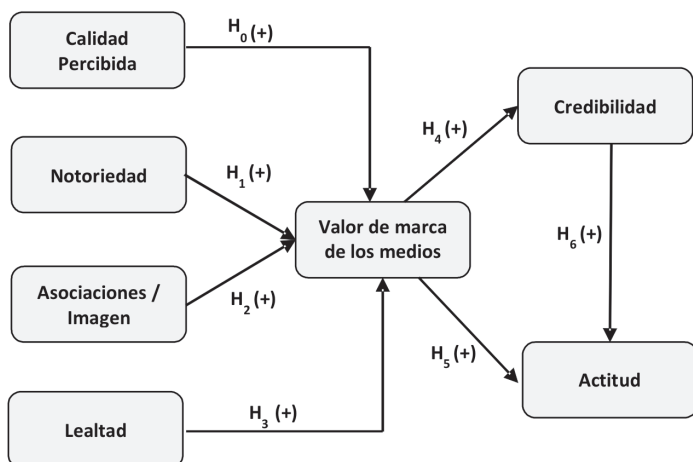 Calidad
Percibida
H0 (+)
Notoriedad
H1 (+)
Asociaciones /
Imagen
H2 (+)
Lealtad
H3 (+)
Valor de marca
de los medios
H4 (+)
H5 (+)
Credibilidad
H6 (+)
Actitud